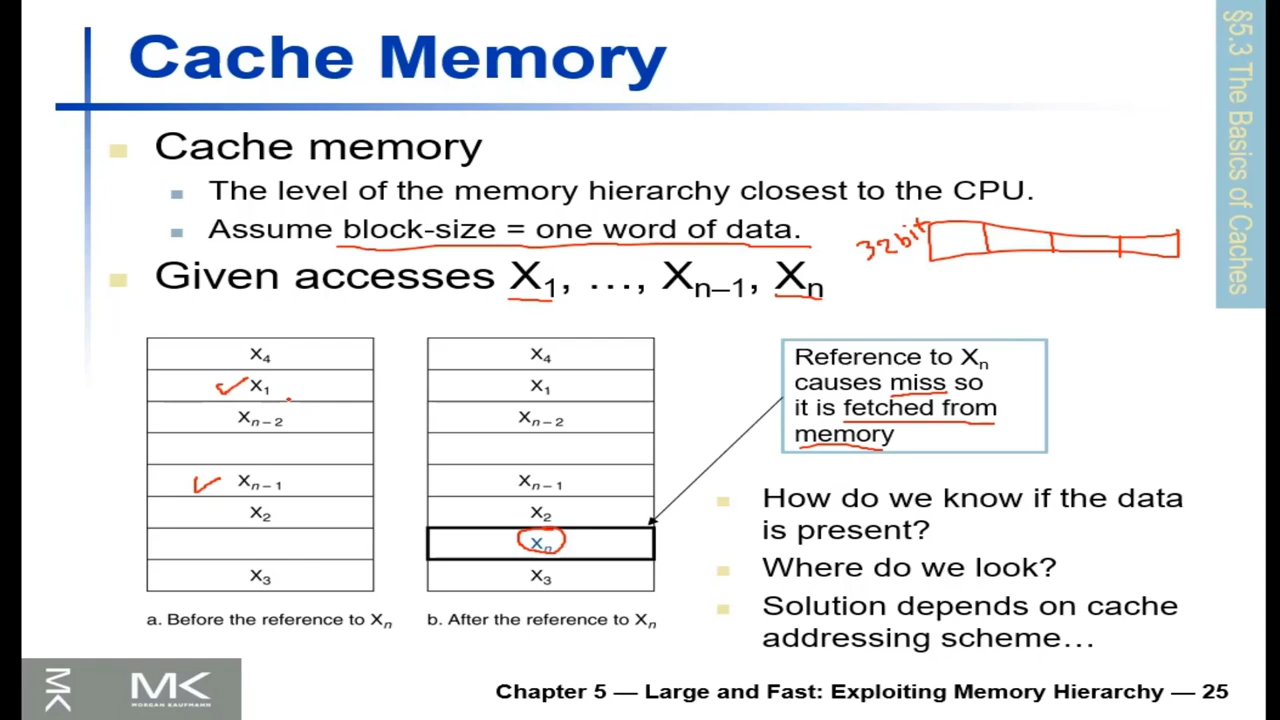 Cache Memory
§5.3 The Basics of Caches
Cache memory
The level of the memory hierarchy closest to the CPU.
Assume block-size = one word of data.
32bit
Given accesses X1, …, Xn–1, Xn
X4
X1
Xn – 2
Xn – 1
X2
X3
a. Before the reference to Xn
X4
X1
Xn – 2
Xn – 1
X2
Xn
X3
b. After the reference to Xn
Reference to Xn
causes miss so
it is fetched from
memory
How do we know if the data
is present?
Where do we look?
Solution depends on cache
addressing scheme…
MK
MK
MORGAN KAUFMANN
Chapter 5 — Large and Fast: Exploiting Memory Hierarchy — 25